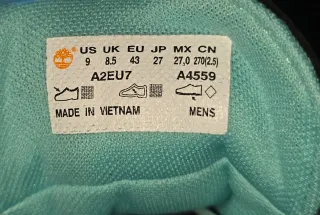 US UK EU JP MX CN
9 8.5 43 27 27,0 270(2.5)
A2EU7 A4559
MADE IN VIETNAM MENS